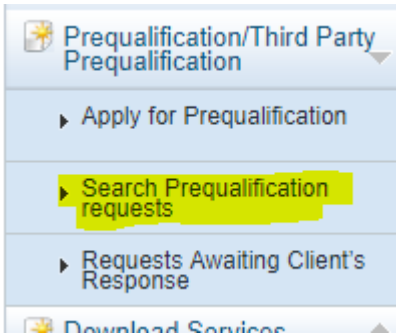 Prequalification/Third Party
Prequalification
Apply for Prequalification
Search Prequalification
requests
Requests Awaiting Client's
Response
Download Services